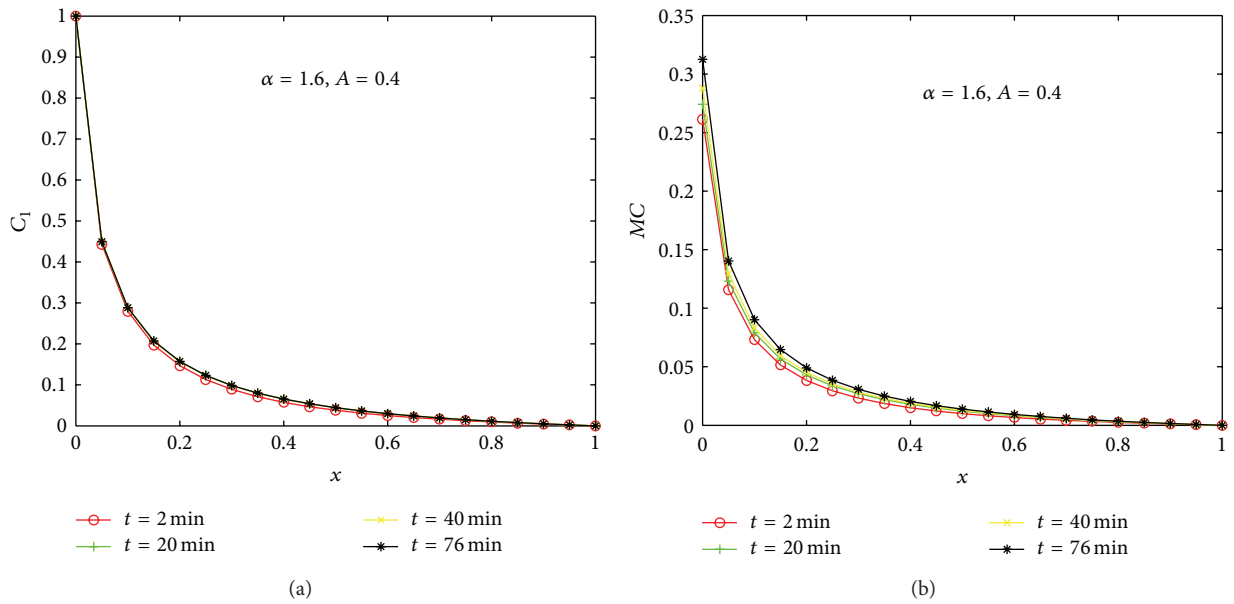 1
0.9
0.8
0.7
0.6
0.5
0.4
0.3
0.2
0.1
0
C₁
α = 1.6, A = 0.4
0.2 0.4 0.6 0.8 1
x
t = 2 min
t = 20 min
t = 40 min
t = 76 min
(a)
0.35
0.3
0.25
0.2
0.15
0.1
0.05
0
MC
α = 1.6, A = 0.4
0 0.2 0.4 0.6 0.8 1
x
t = 2 min
t = 20 min
t = 40 min
t = 76 min
(b)